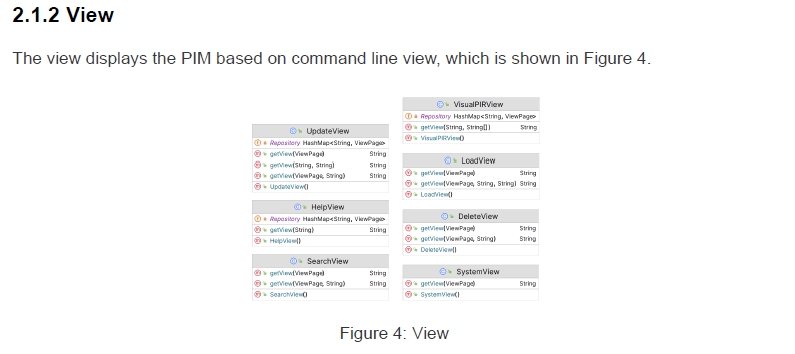 2.1.2 View
The view displays the PIM based on command line view, which is shown in Figure 4.
UpdateView
Repository HashMap<String, ViewPage>
getView(ViewPage) String
getView(String, String) String
getView(ViewPage, String) String
UpdateView()
HelpView
Repository HashMap<String, ViewPage>
getView(String) String
HelpView()
SearchView
getView(ViewPage) String
getView(ViewPage, String) String
SearchView()
VisualPIRView
Repository HashMap<String, ViewPage>
getView(String, String[]) String
VisualPIRView()
LoadView
getView(ViewPage) String
getView(ViewPage, String, String) String
LoadView()
DeleteView
getView(ViewPage) String
getView(ViewPage, String) String
DeleteView()
SystemView
getView(ViewPage) String
SystemView()
Figure 4: View